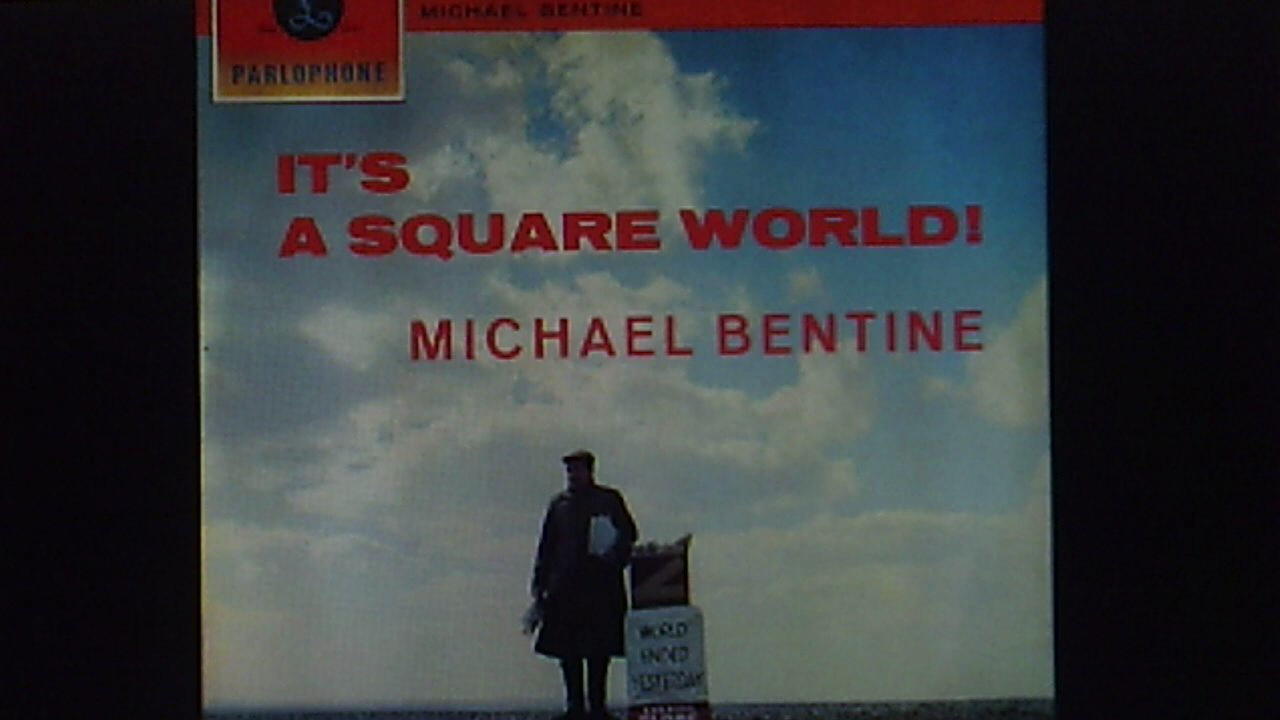 MICHAEL BENTINE
PARLOPHONE
IT'S
A SQUARE WORLD!
MICHAEL BENTINE
WORLD
ENDED
YESTERDAY